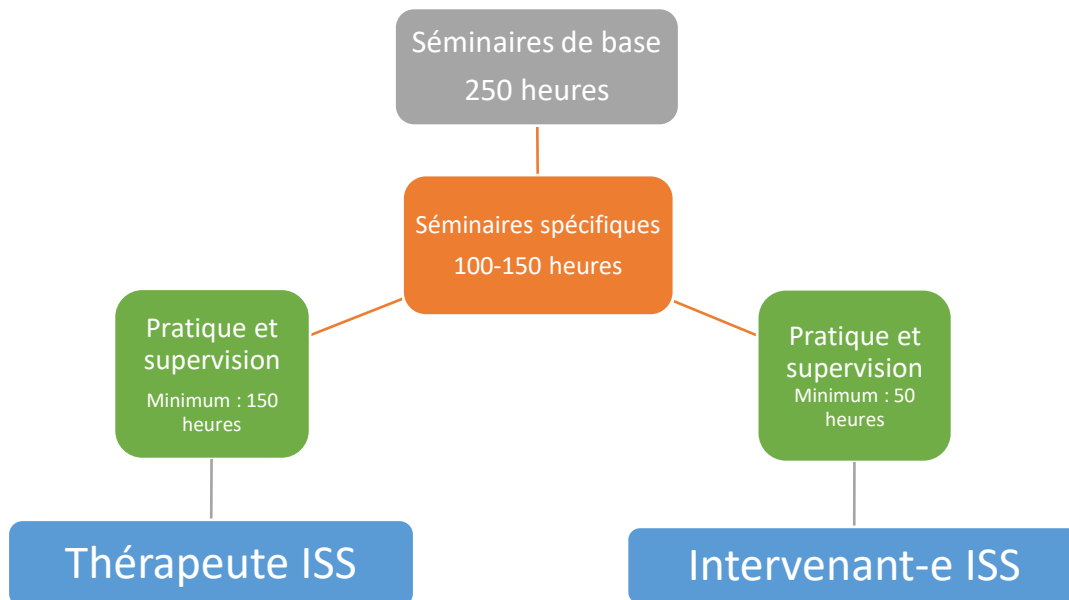 Séminaires de base
250 heures
Séminaires spécifiques
100-150 heures
Pratique et
supervision
Minimum : 150
heures
Pratique et
supervision
Minimum : 50
heures
Thérapeute ISS
Intervenant-e ISS